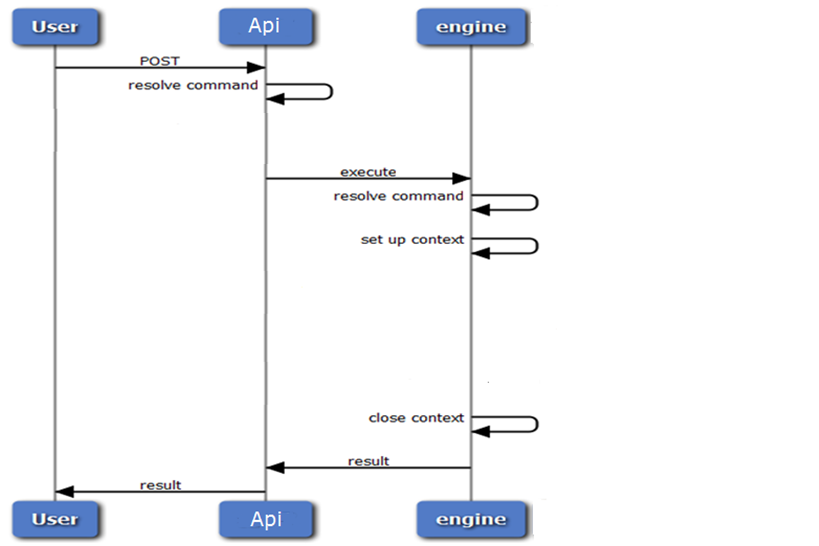 User Api engine
POST
resolve command
execute
resolve command
set up context
close context
result
result
User Api engine